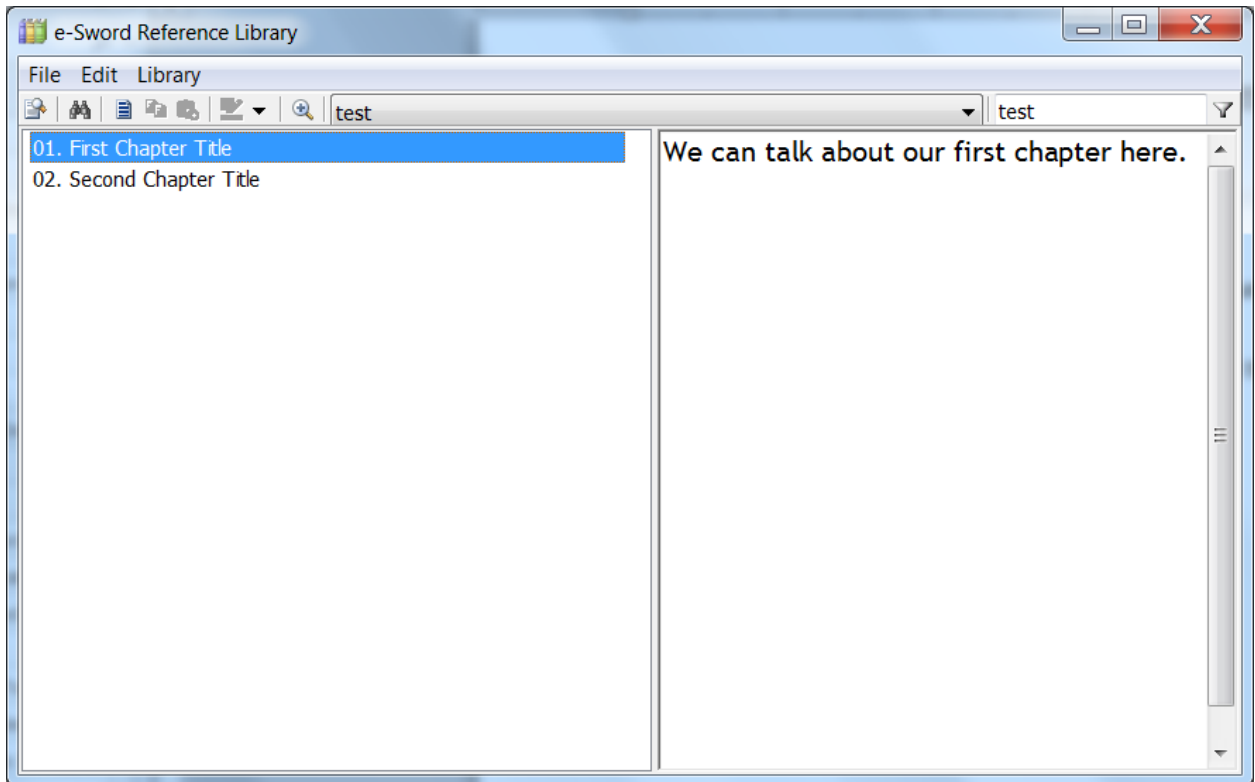 e-Sword Reference Library
File Edit Library
test test
01. First Chapter Title
02. Second Chapter Title
We can talk about our first chapter here.